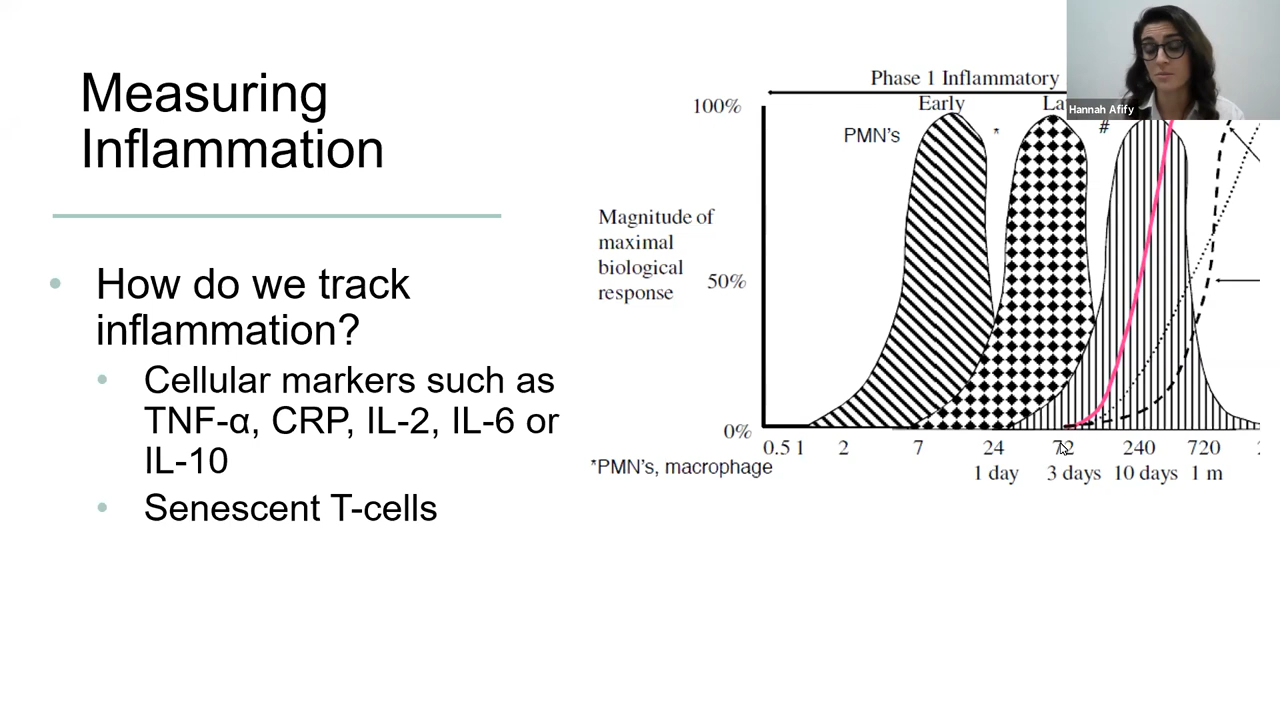 Measuring
Inflammation
• How do we track
inflammation?
• Cellular markers such as
TNF-α, CRP, IL-2, IL-6 or
IL-10
• Senescent T-cells
Phase 1 Inflammatory
Early La
100%
PMN's * #
Magnitude of
maximal
biological
response
50%
0%
0.5 1 2 7 24 72 240 720
1 day 3 days 10 days 1 m
*PMN's, macrophage
Hannah Afify